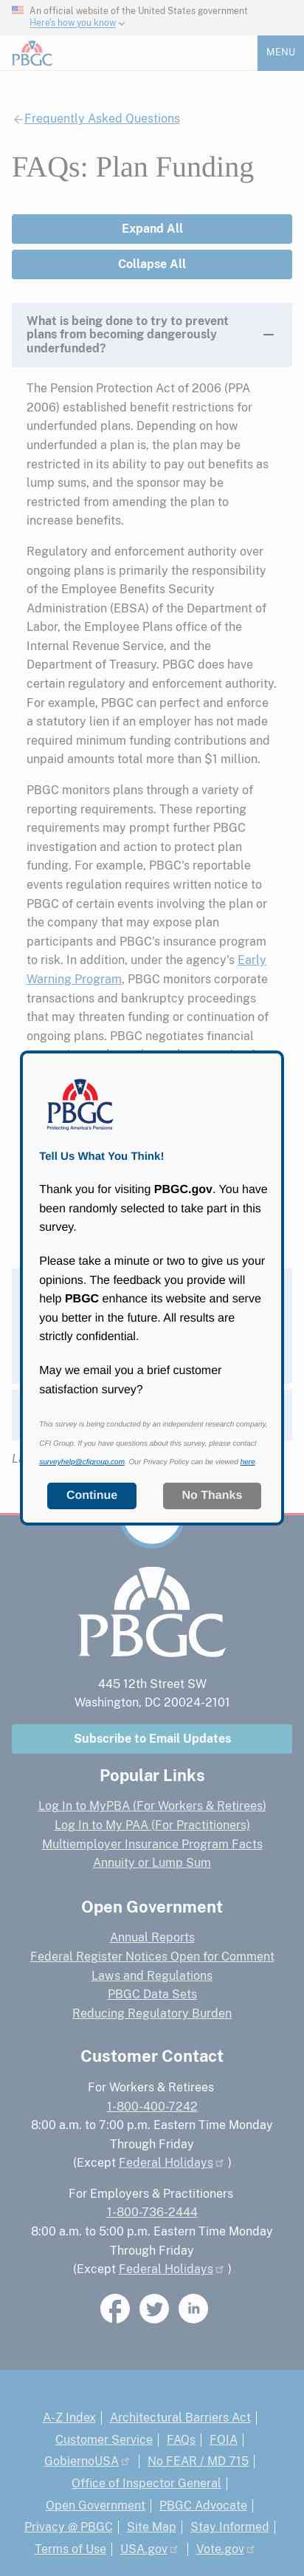 An official website of the United States government
Here's how you know
PBGC
MENU
Frequently Asked Questions
FAQs: Plan Funding
Expand All
Collapse All
What is being done to try to prevent
plans from becoming dangerously
underfunded?
The Pension Protection Act of 2006 (PPA
2006) established benefit restrictions for
underfunded plans. Depending on how
underfunded a plan is, the plan may be
restricted in its ability to pay out benefits as
lump sums, and the sponsor may be
restricted from amending the plan to
increase benefits.
Regulatory and enforcement authority over
ongoing plans is primarily the responsibility
of the Employee Benefits Security
Administration (EBSA) of the Department of
Labor, the Employee Plans office of the
Internal Revenue Service, and the
Department of Treasury. PBGC does have
certain regulatory and enforcement authority.
For example, PBGC can perfect and enforce
a statutory lien if an employer has not made
required minimum funding contributions and
unpaid amounts total more than $1 million.
PBGC monitors plans through a variety of
reporting requirements. These reporting
requirements may prompt further PBGC
investigation and action to protect plan
funding. For example, PBGC's reportable
events regulation requires written notice to
PBGC of certain events involving the plan or
the company that may expose plan
participants and PBGC's insurance program
to risk. In addition, under the agency's Early
Warning Program, PBGC monitors corporate
transactions and bankruptcy proceedings
that may threaten funding or continuation of
ongoing plans. PBGC negotiates financial
PBGC
Protecting America's Pensions
Tell Us What You Think!
Thank you for visiting PBGC.gov. You have
been randomly selected to take part in this
survey.
Please take a minute or two to give us your
opinions. The feedback you provide will
help PBGC enhance its website and serve
you better in the future. All results are
strictly confidential.
May we email you a brief customer
satisfaction survey?
This survey is being conducted by an independent research company,
CFI Group. If you have questions about this survey, please contact
surveyhelp@cfigroup.com. Our Privacy Policy can be viewed here.
Continue
No Thanks
PBGC
445 12th Street SW
Washington, DC 20024-2101
Subscribe to Email Updates
Popular Links
Log In to MyPBA (For Workers & Retirees)
Log In to My PAA (For Practitioners)
Multiemployer Insurance Program Facts
Annuity or Lump Sum
Open Government
Annual Reports
Federal Register Notices Open for Comment
Laws and Regulations
PBGC Data Sets
Reducing Regulatory Burden
Customer Contact
For Workers & Retirees
1-800-400-7242
8:00 a.m. to 7:00 p.m. Eastern Time Monday
Through Friday
(Except Federal Holidays )
For Employers & Practitioners
1-800-736-2444
8:00 a.m. to 5:00 p.m. Eastern Time Monday
Through Friday
(Except Federal Holidays )
A-Z Index | Architectural Barriers Act |
Customer Service | FAQs | FOIA |
GobiernoUSA | No FEAR / MD 715 |
Office of Inspector General |
Open Government | PBGC Advocate |
Privacy @ PBGC | Site Map | Stay Informed |
Terms of Use | USA.gov | Vote.gov